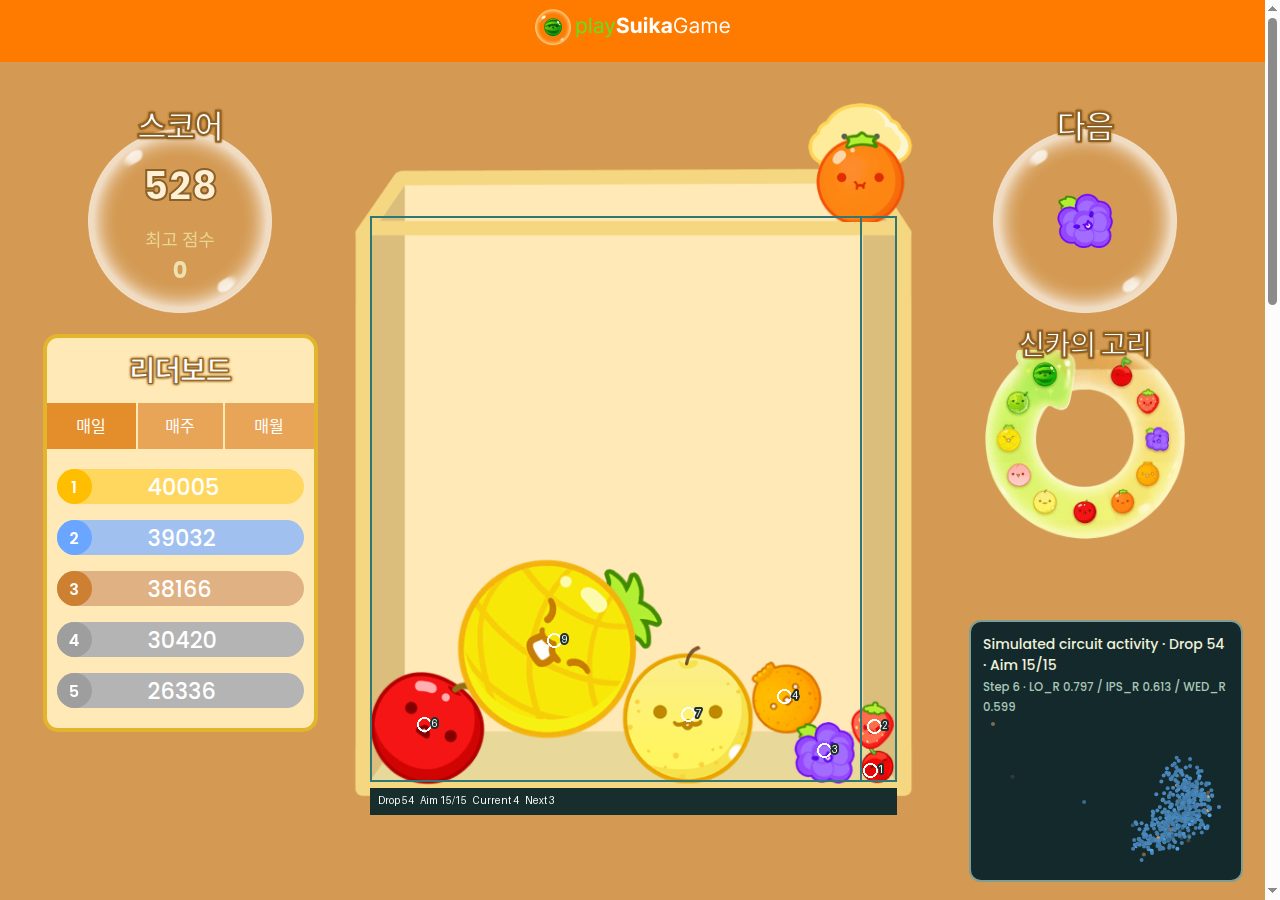 playSuikaGame
스코어
528
최고 점수
0
다음
리더보드
매일 매주 매월
1 40005
2 39032
3 38166
4 30420
5 26336
신카의 고리
9
7
4
6
2
3
1
Drop 54 Aim 15/15 Current 4 Next 3
Simulated circuit activity · Drop 54
· Aim 15/15
Step 6 · LO_R 0.797 / IPS_R 0.613 / WED_R
0.599